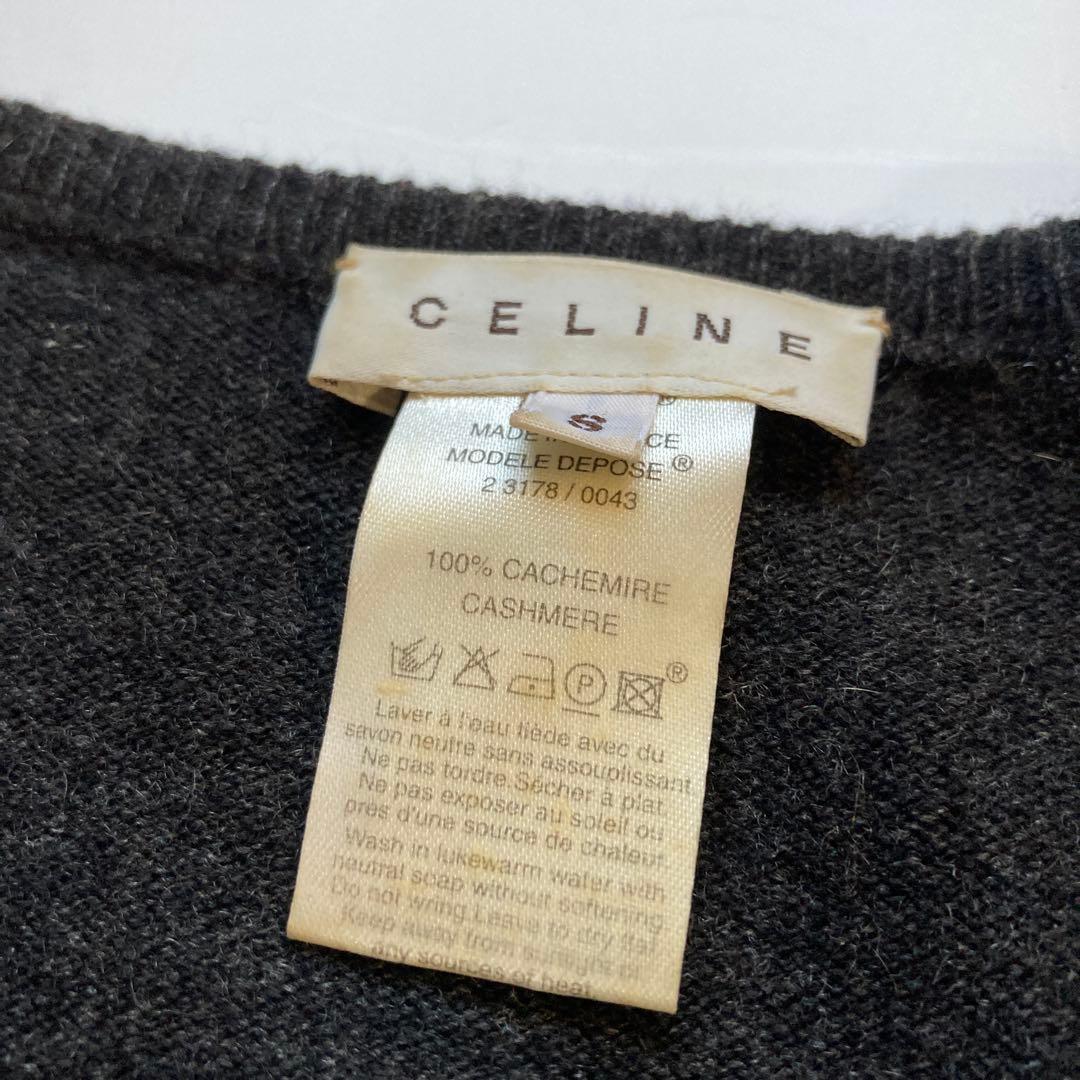 CELINE
S
®
MADE CE
MODELE DEPOSE ®
2 3178 / 0043
100% CACHEMIRE
CASHMERE
P
®
Laver à l'eau tiède avec du
savon neutre sans assouplissant
Ne pas tordre.Sécher à plat
Ne pas exposer au soleil ou
près d'une source de chaleur
Wash in lukewarm water with
neutral soap without softening
Do not wring.Leave to dry flat
Keep away from sunlight or
any sources of heat.